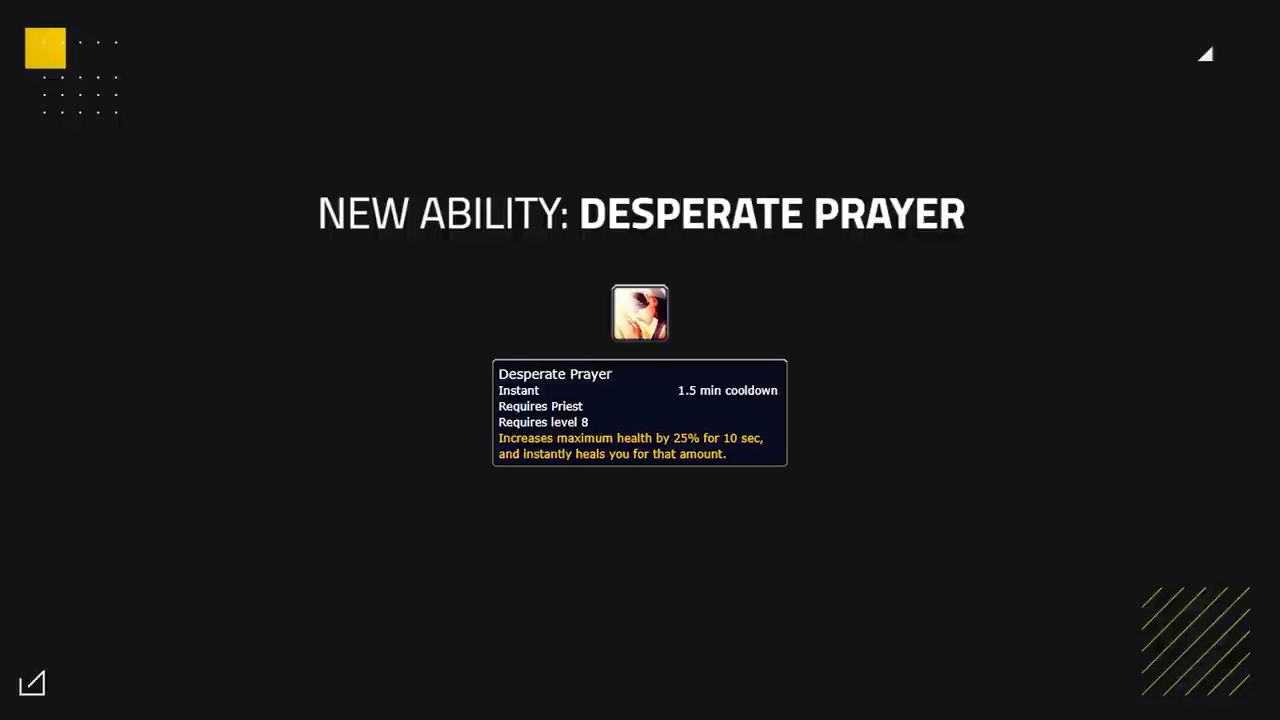 NEW ABILITY: DESPERATE PRAYER
Desperate Prayer
Instant 1.5 min cooldown
Requires Priest
Requires level 8
Increases maximum health by 25% for 10 sec,
and instantly heals you for that amount.